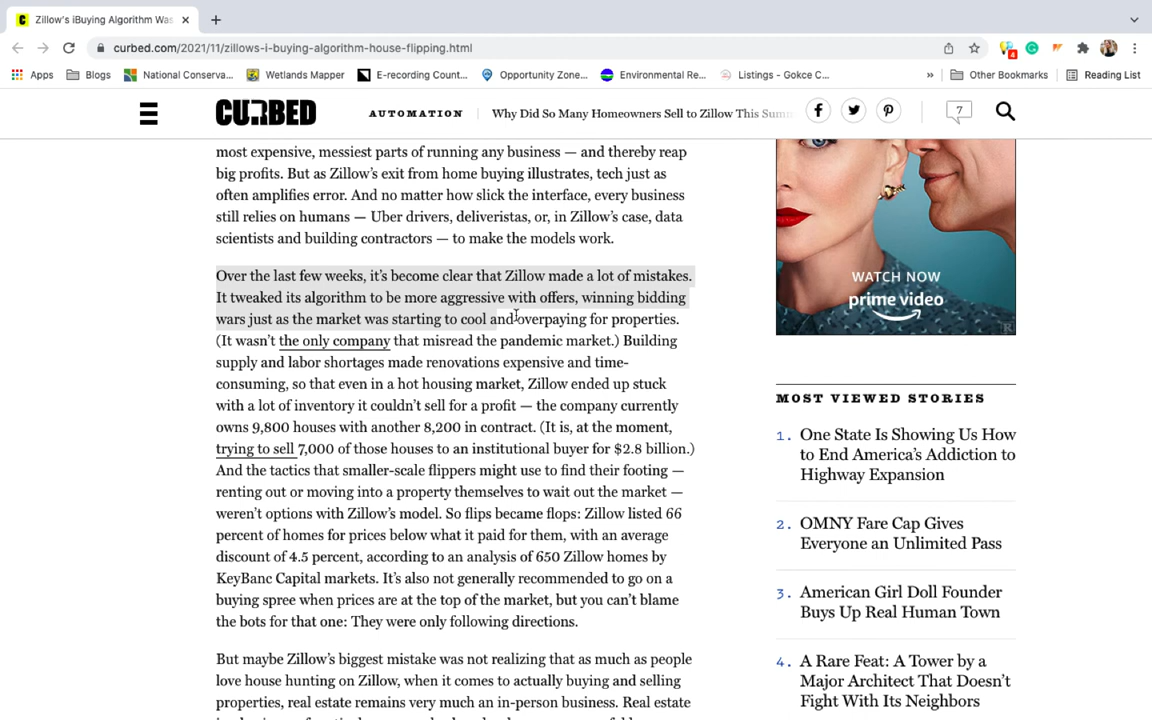 Zillow's iBuying Algorithm Was
curbed.com/2021/11/zillows-i-buying-algorithm-house-flipping.html
4
Apps Blogs National Conserva... Wetlands Mapper E-recording Count... Opportunity Zone... Environmental Re... Listings - Gokce C... » Other Bookmarks Reading List
CURBED AUTOMATION Why Did So Many Homeowners Sell to Zillow This Summ 7
most expensive, messiest parts of running any business — and thereby reap
big profits. But as Zillow's exit from home buying illustrates, tech just as
often amplifies error. And no matter how slick the interface, every business
still relies on humans — Uber drivers, deliveristas, or, in Zillow's case, data
scientists and building contractors — to make the models work.
Over the last few weeks, it's become clear that Zillow made a lot of mistakes.
It tweaked its algorithm to be more aggressive with offers, winning bidding
wars just as the market was starting to cool and overpaying for properties.
(It wasn't the only company that misread the pandemic market.) Building
supply and labor shortages made renovations expensive and time-
consuming, so that even in a hot housing market, Zillow ended up stuck
with a lot of inventory it couldn't sell for a profit — the company currently
owns 9,800 houses with another 8,200 in contract. (It is, at the moment,
trying to sell 7,000 of those houses to an institutional buyer for $2.8 billion.)
And the tactics that smaller-scale flippers might use to find their footing —
renting out or moving into a property themselves to wait out the market —
weren't options with Zillow's model. So flips became flops: Zillow listed 66
percent of homes for prices below what it paid for them, with an average
discount of 4.5 percent, according to an analysis of 650 Zillow homes by
KeyBanc Capital markets. It's also not generally recommended to go on a
buying spree when prices are at the top of the market, but you can't blame
the bots for that one: They were only following directions.
But maybe Zillow's biggest mistake was not realizing that as much as people
love house hunting on Zillow, when it comes to actually buying and selling
properties, real estate remains very much an in-person business. Real estate
WATCH NOW
prime video
MOST VIEWED STORIES
1. One State Is Showing Us How
to End America's Addiction to
Highway Expansion
2. OMNY Fare Cap Gives
Everyone an Unlimited Pass
3. American Girl Doll Founder
Buys Up Real Human Town
4. A Rare Feat: A Tower by a
Major Architect That Doesn't
Fight With Its Neighbors